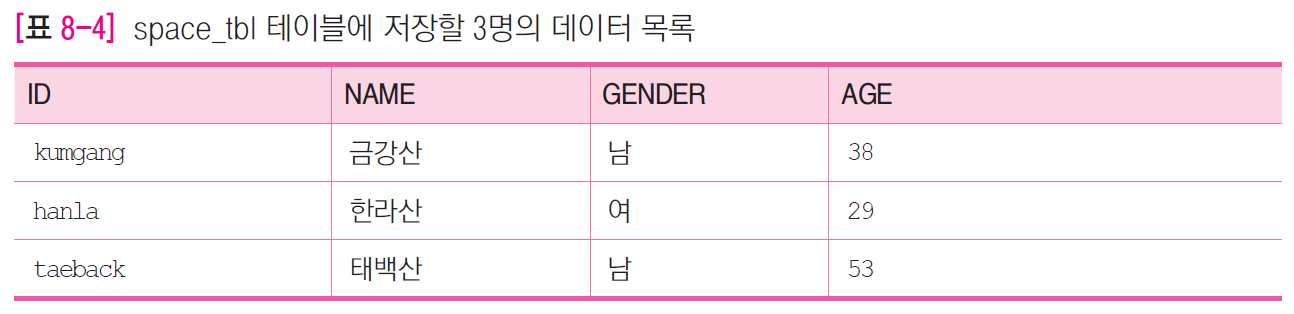 [표 8-4] space_tbl 테이블에 저장할 3명의 데이터 목록
ID NAME GENDER AGE
kumgang 금강산 남 38
hanla 한라산 여 29
taeback 태백산 남 53